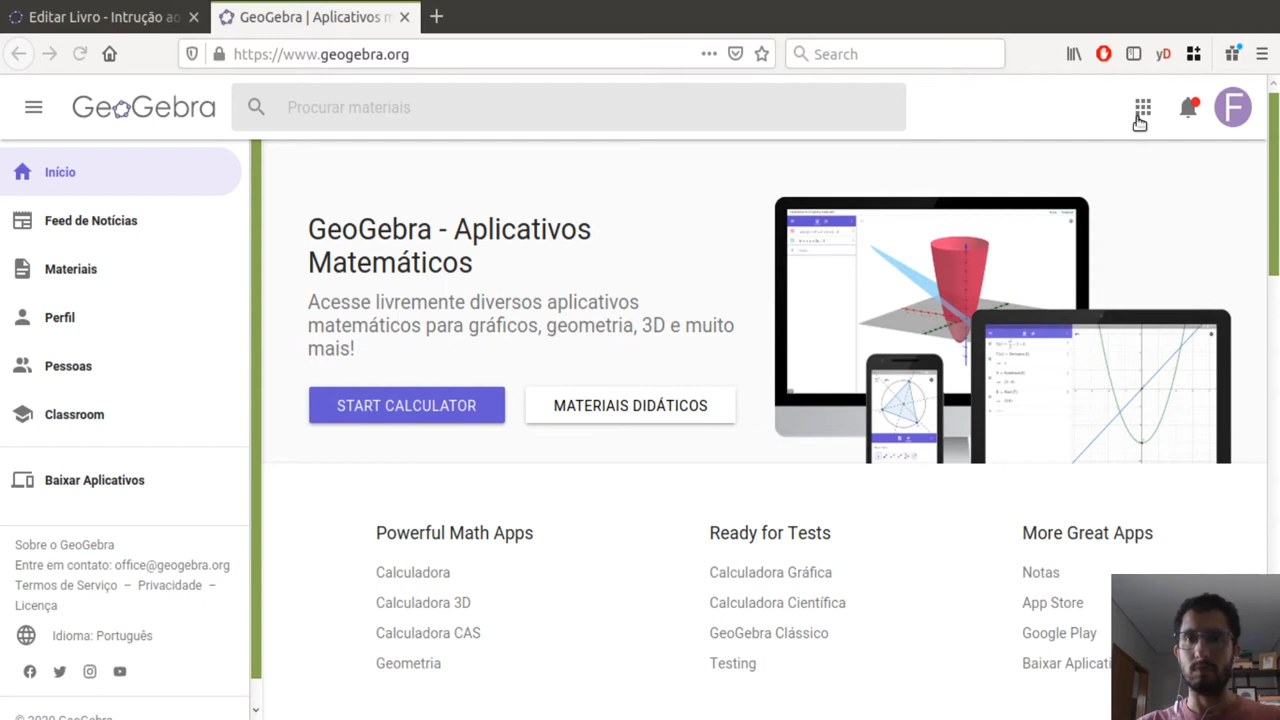 Editar Livro - Intrução ao
GeoGebra | Aplicativos m
https://www.geogebra.org
Search
yD
GeoGebra
Procurar materiais
F
Início
Feed de Notícias
Materiais
Perfil
Pessoas
Classroom
Baixar Aplicativos
Sobre o GeoGebra
Entre em contato: office@geogebra.org
Termos de Serviço – Privacidade –
Licença
Idioma: Português
© 2020 GeoGebra
GeoGebra - Aplicativos
Matemáticos
Acesse livremente diversos aplicativos
matemáticos para gráficos, geometria, 3D e muito
mais!
START CALCULATOR
MATERIAIS DIDÁTICOS
Powerful Math Apps
Calculadora
Calculadora 3D
Calculadora CAS
Geometria
Ready for Tests
Calculadora Gráfica
Calculadora Científica
GeoGebra Clássico
Testing
More Great Apps
Notas
App Store
Google Play
Baixar Aplicati